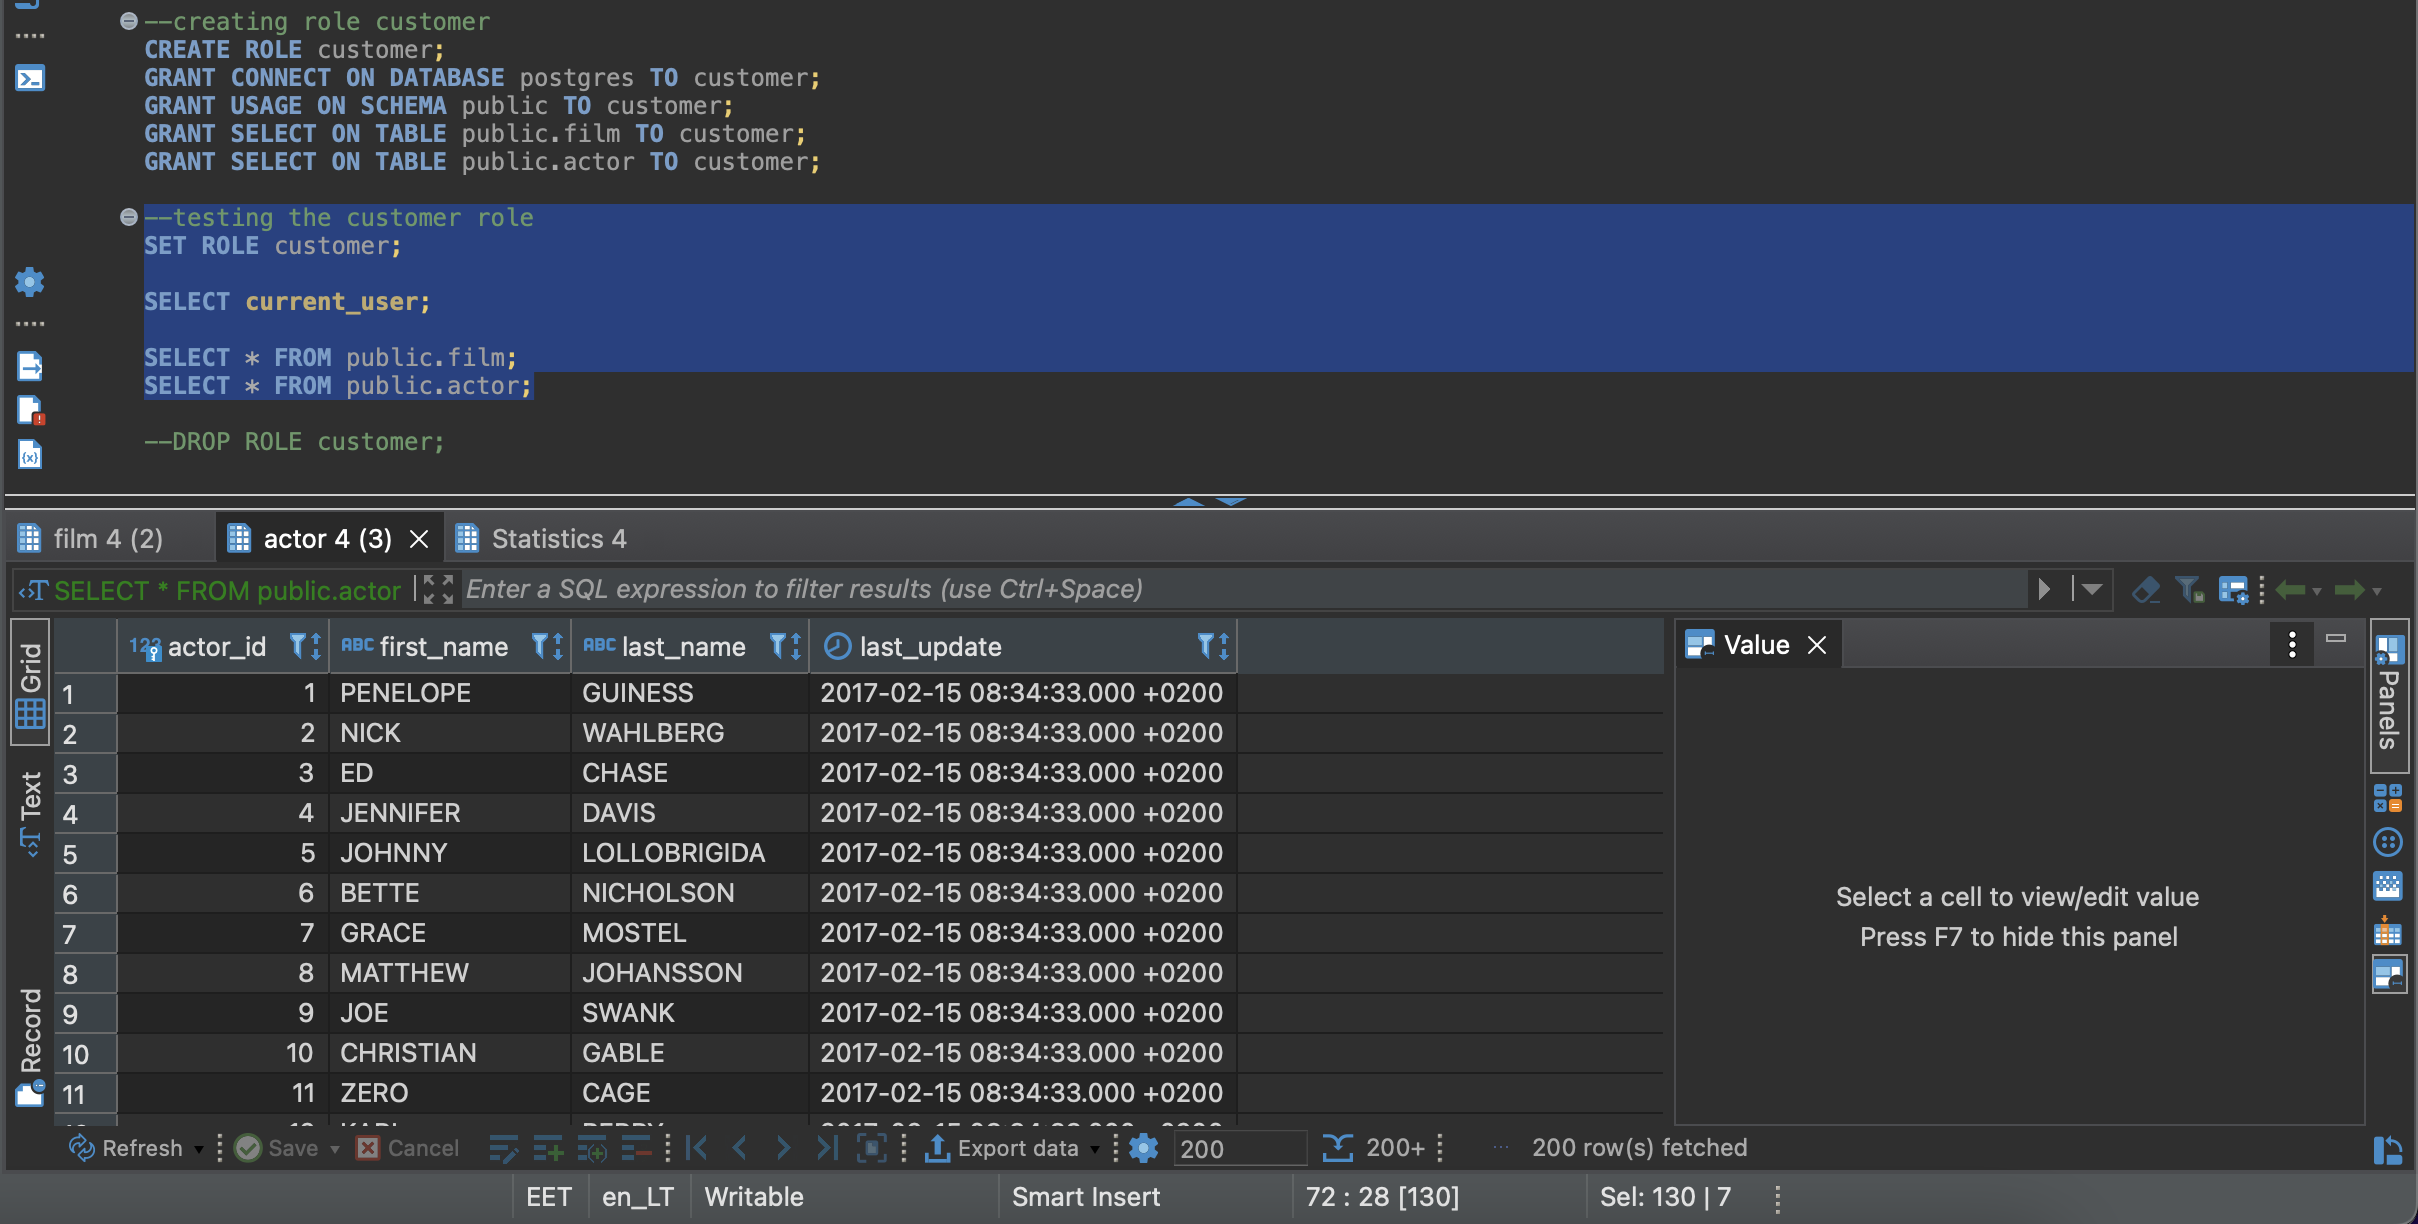 --creating role customer
CREATE ROLE customer;
GRANT CONNECT ON DATABASE postgres TO customer;
GRANT USAGE ON SCHEMA public TO customer;
GRANT SELECT ON TABLE public.film TO customer;
GRANT SELECT ON TABLE public.actor TO customer;
--testing the customer role
SET ROLE customer;
SELECT current_user;
SELECT * FROM public.film;
SELECT * FROM public.actor;
--DROP ROLE customer;
film 4 (2) actor 4 (3) Statistics 4
SELECT * FROM public.actor Enter a SQL expression to filter results (use Ctrl+Space)
Grid
Text
Record
123 actor_id ABC first_name ABC last_name last_update
1 1 PENELOPE GUINESS 2017-02-15 08:34:33.000 +0200
2 2 NICK WAHLBERG 2017-02-15 08:34:33.000 +0200
3 3 ED CHASE 2017-02-15 08:34:33.000 +0200
4 4 JENNIFER DAVIS 2017-02-15 08:34:33.000 +0200
5 5 JOHNNY LOLLOBRIGIDA 2017-02-15 08:34:33.000 +0200
6 6 BETTE NICHOLSON 2017-02-15 08:34:33.000 +0200
7 7 GRACE MOSTEL 2017-02-15 08:34:33.000 +0200
8 8 MATTHEW JOHANSSON 2017-02-15 08:34:33.000 +0200
9 9 JOE SWANK 2017-02-15 08:34:33.000 +0200
10 10 CHRISTIAN GABLE 2017-02-15 08:34:33.000 +0200
11 11 ZERO CAGE 2017-02-15 08:34:33.000 +0200
Value
Select a cell to view/edit value
Press F7 to hide this panel
Panels
Refresh Save Cancel Export data 200 200+ 200 row(s) fetched
EET en_LT Writable Smart Insert 72 : 28 [130] Sel: 130 | 7